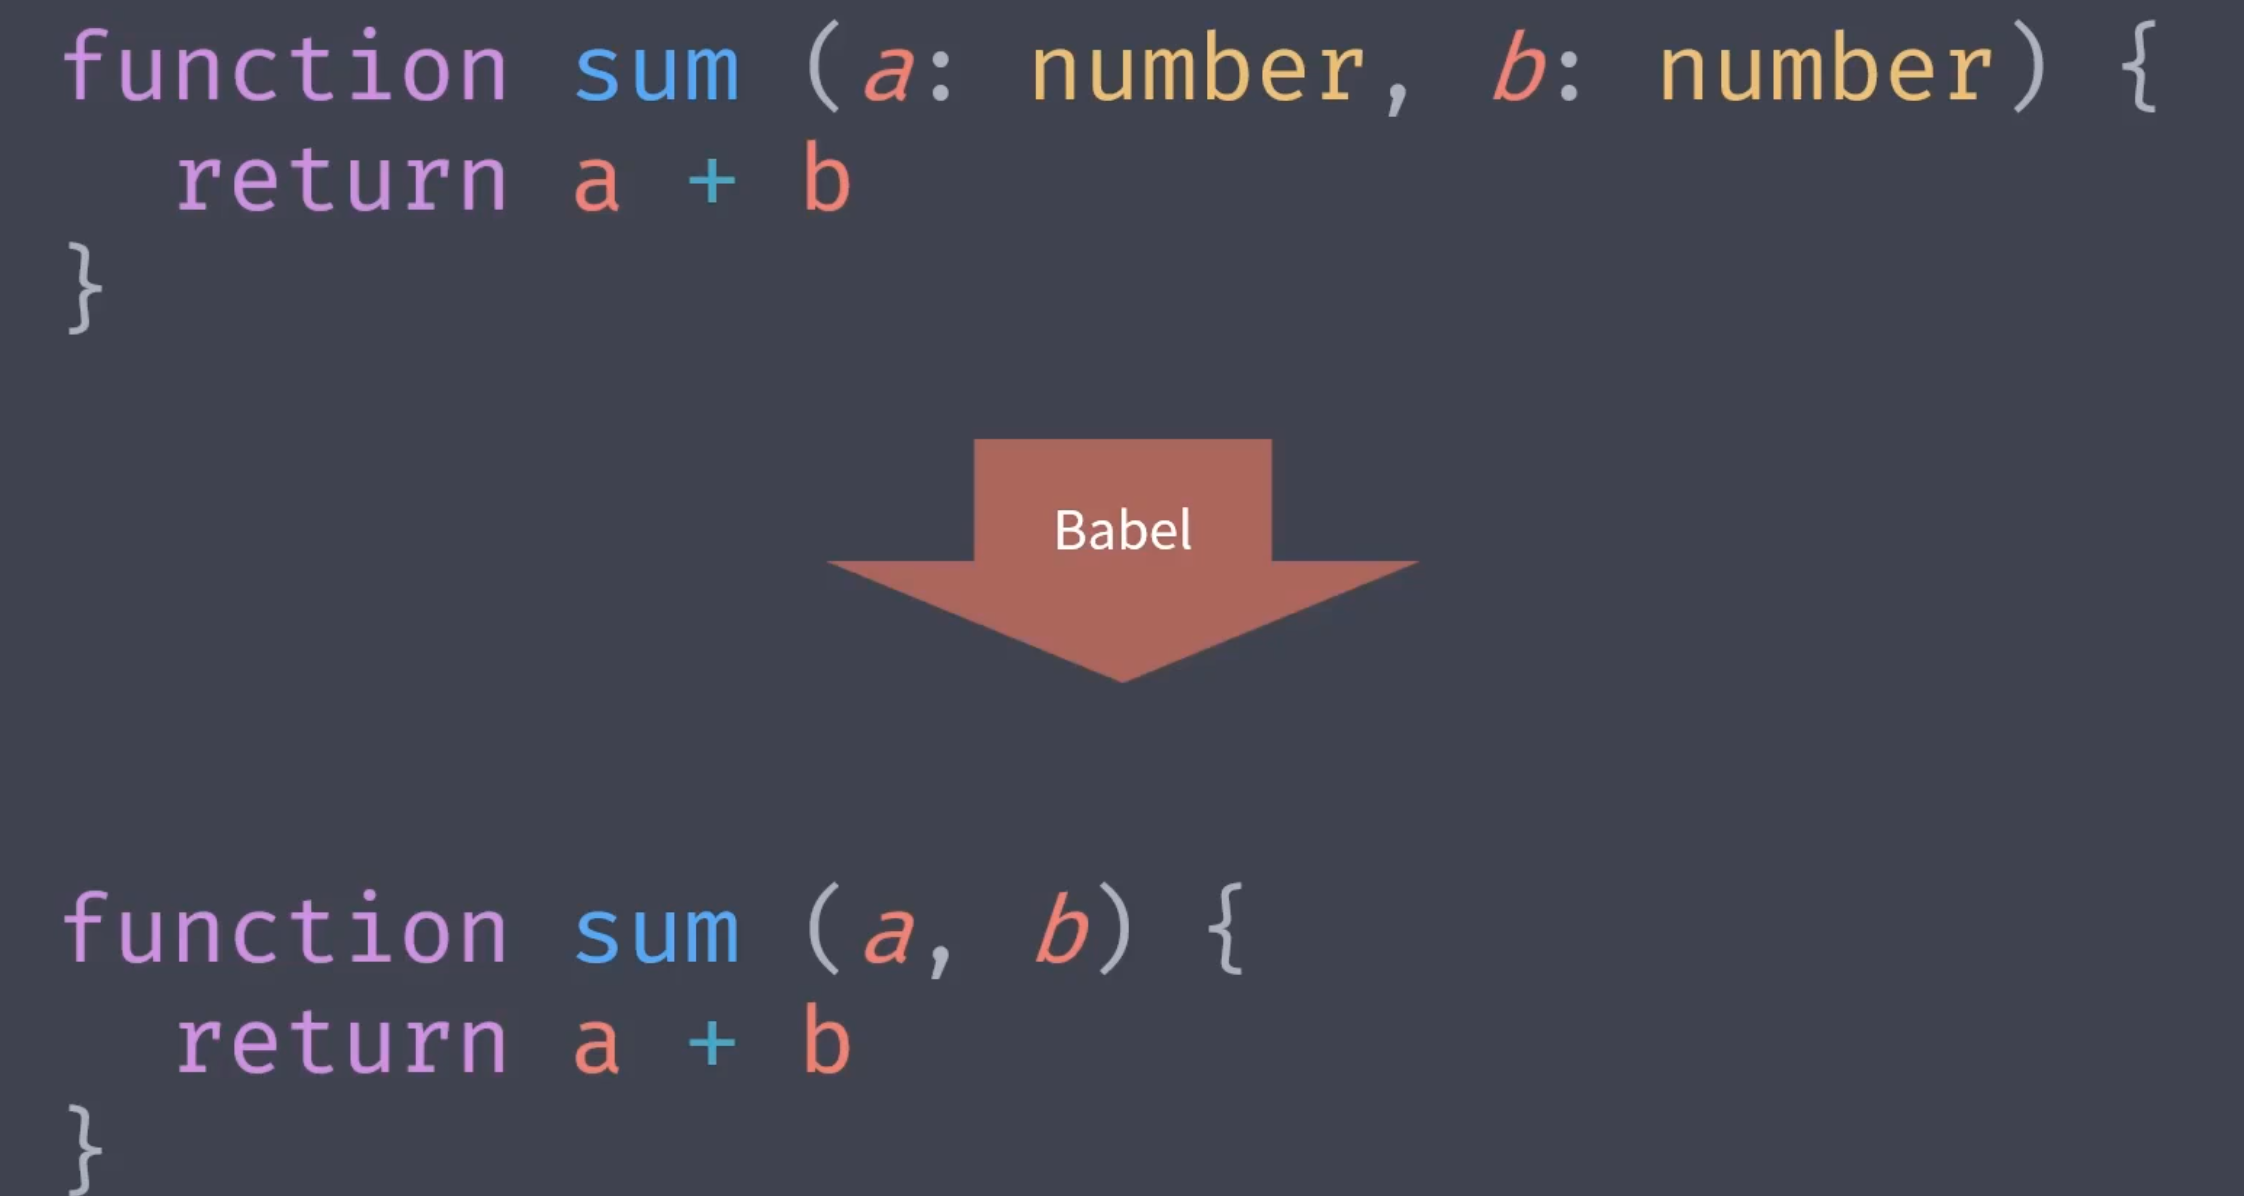 function sum (a: number, b: number) {
  return a + b
}
Babel
function sum (a, b) {
  return a + b
}